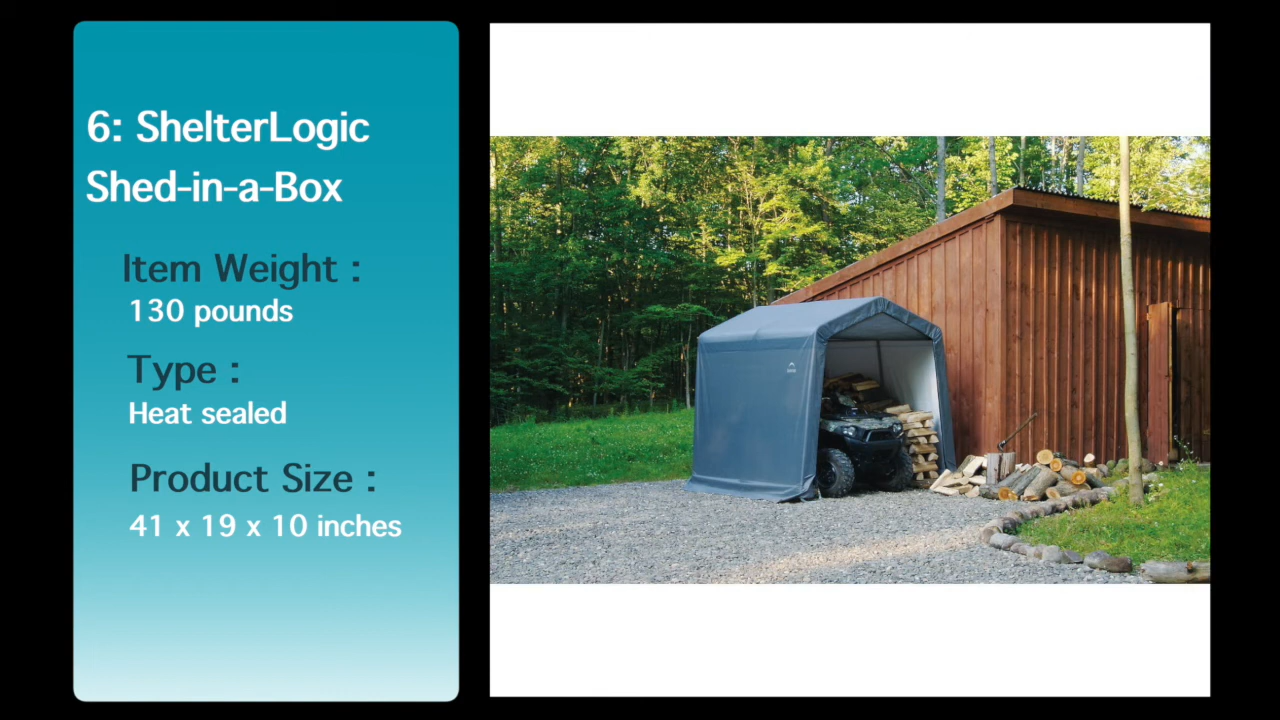 6: ShelterLogic
Shed-in-a-Box
Item Weight :
130 pounds
Type :
Heat sealed
Product Size :
41 x 19 x 10 inches